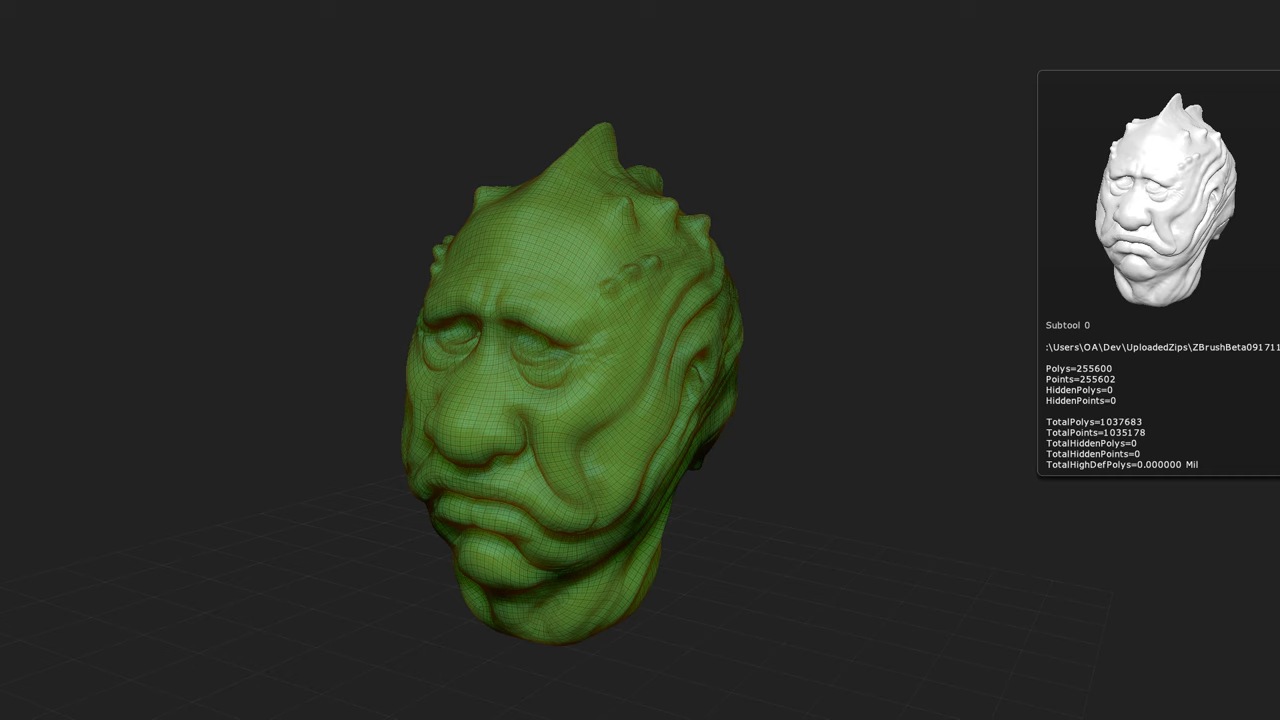 Subtool 0
:\Users\OA\Dev\UploadedZips\ZBrushBeta091711
Polys=255600
Points=255602
HiddenPolys=0
HiddenPoints=0
TotalPolys=1037683
TotalPoints=1035178
TotalHiddenPolys=0
TotalHiddenPoints=0
TotalHighDefPolys=0.000000 Mil